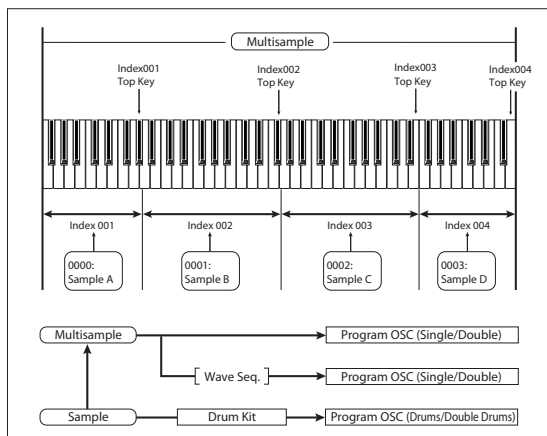 Multisample
Index001
Top Key
Index002
Top Key
Index003
Top Key
Index004
Top Key
Index 001
Index 002
Index 003
Index 004
0000:
Sample A
0001:
Sample B
0002:
Sample C
0003:
Sample D
Multisample
Program OSC (Single/Double)
Wave Seq.
Program OSC (Single/Double)
Sample
Drum Kit
Program OSC (Drums/Double Drums)